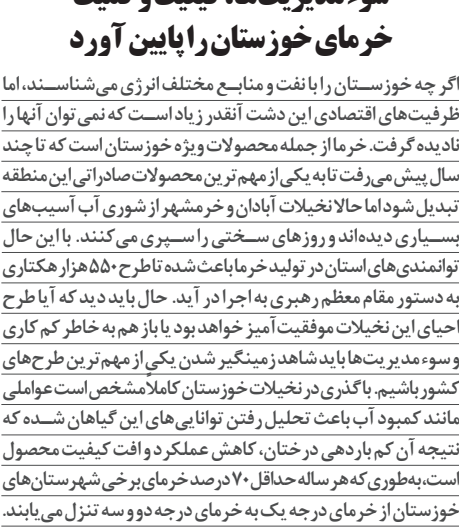 سوءمدیریت‌ها، کیفیت و کمیت
خرمای خوزستان را پایین آورد
اگر چه خوزستان را با نفت و منابع مختلف انرژی می‌شناسند، اما
ظرفیت‌های اقتصادی این دشت آنقدر زیاد است که نمی توان آنها را
نادیده گرفت. خرما از جمله محصولات ویژه خوزستان است که تا چند
سال پیش می‌رفت تا به یکی از مهم ترین محصولات صادراتی این منطقه
تبدیل شود اما حالا نخیلات آبادان و خرمشهر از شوری آب آسیب‌های
بسیاری دیده‌اند و روزهای سختی را سپری می‌کنند. با این حال
توانمندی‌های استان در تولید خرما باعث شده تا طرح ۵۵۰ هزار هکتاری
به دستور مقام معظم رهبری به اجرا در آید. حال باید دید که آیا طرح
احیای این نخیلات موفقیت‌آمیز خواهد بود یا باز هم به خاطر کم کاری
و سوءمدیریت‌ها باید شاهد زمینگیر شدن یکی از مهم ترین طرح‌های
کشور باشیم. با گذری در نخیلات خوزستان کاملاً مشخص است عواملی
مانند کمبود آب باعث تحلیل رفتن توانایی‌های این گیاهان شده که
نتیجه آن کم باردهی درختان، کاهش عملکرد و افت کیفیت محصول
است، به‌طوری که هر ساله حداقل ۷۰ درصد خرمای برخی شهرستان‌های
خوزستان از خرمای درجه یک به خرمای درجه دو و سه تنزل می‌یابند.